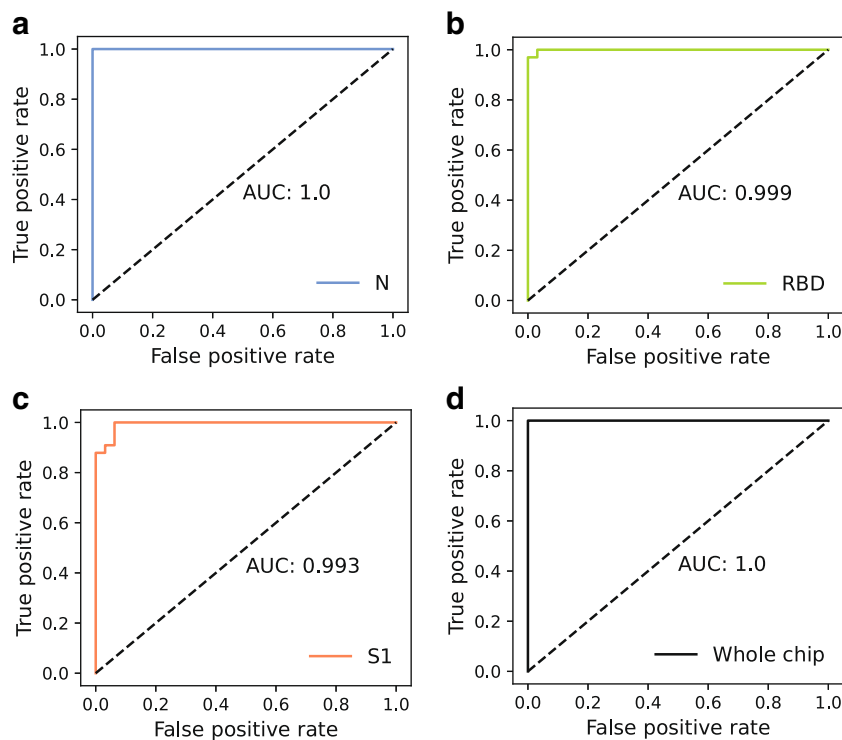 a
1.0
0.8
0.6
0.4
0.2
0.0
True positive rate
AUC: 1.0
N
0.0 0.2 0.4 0.6 0.8 1.0
False positive rate
b
1.0
0.8
0.6
0.4
0.2
0.0
True positive rate
AUC: 0.999
RBD
0.0 0.2 0.4 0.6 0.8 1.0
False positive rate
c
1.0
0.8
0.6
0.4
0.2
0.0
True positive rate
AUC: 0.993
S1
0.0 0.2 0.4 0.6 0.8 1.0
False positive rate
d
1.0
0.8
0.6
0.4
0.2
0.0
True positive rate
AUC: 1.0
Whole chip
0.0 0.2 0.4 0.6 0.8 1.0
False positive rate